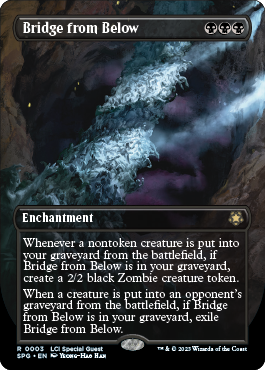 Bridge from Below
Enchantment
Whenever a nontoken creature is put into
your graveyard from the battlefield, if
Bridge from Below is in your graveyard,
create a 2/2 black Zombie creature token.
When a creature is put into an opponent's
graveyard from the battlefield, if Bridge
from Below is in your graveyard, exile
Bridge from Below.
R 0003 LCI Special Guest
SPG • EN Yeong-Hao Han
™ & © 2023 Wizards of the Coast